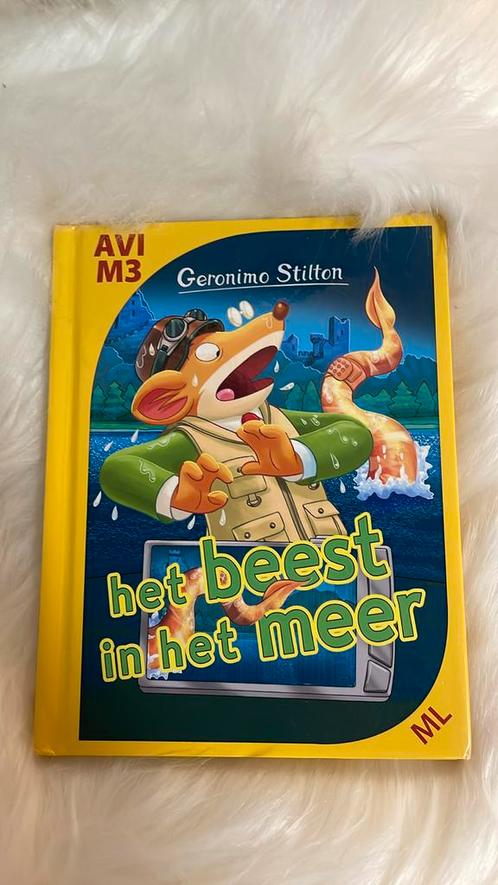 AVI
M3
Geronimo Stilton
het beest
in het meer
ML